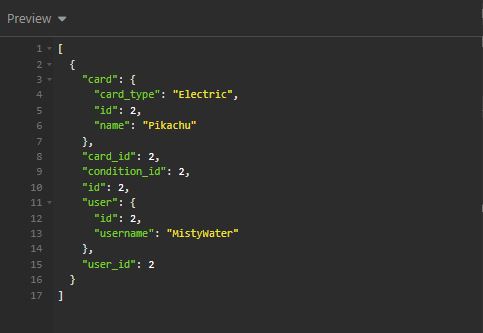 Preview
1 [
2 {
3 "card": {
4 "card_type": "Electric",
5 "id": 2,
6 "name": "Pikachu"
7 },
8 "card_id": 2,
9 "condition_id": 2,
10 "id": 2,
11 "user": {
12 "id": 2,
13 "username": "MistyWater"
14 },
15 "user_id": 2
16 }
17 ]